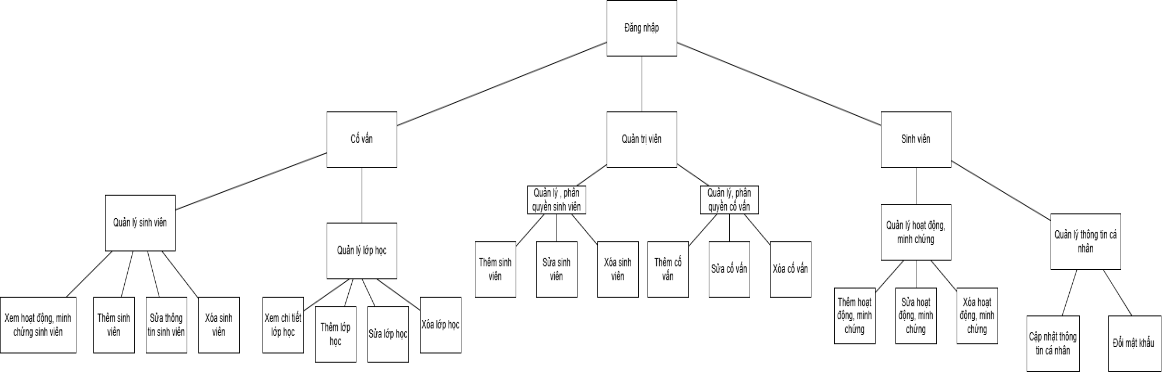 Đăng nhập
Cố vấn
Quản trị viên
Sinh viên
Quản lý sinh viên
Quản lý lớp học
Quản lý , phân
quyền sinh viên
Quản lý, phân
quyền cố vấn
Quản lý hoạt động,
minh chứng
Quản lý thông tin cá
nhân
Xem hoạt động, minh
chứng sinh viên
Thêm sinh
viên
Sửa thông
tin sinh viên
Xóa sinh
viên
Xem chi tiết
lớp học
Thêm lớp
học
Sửa lớp học
Xóa lớp học
Thêm sinh
viên
Sửa sinh
viên
Xóa sinh
viên
Thêm cố
vấn
Sửa cố vấn
Xóa cố vấn
Thêm hoạt
động, minh
chứng
Sửa hoạt
động, minh
chứng
Xóa hoạt
động, minh
chứng
Cập nhật thông
tin cá nhân
Đổi mật khẩu